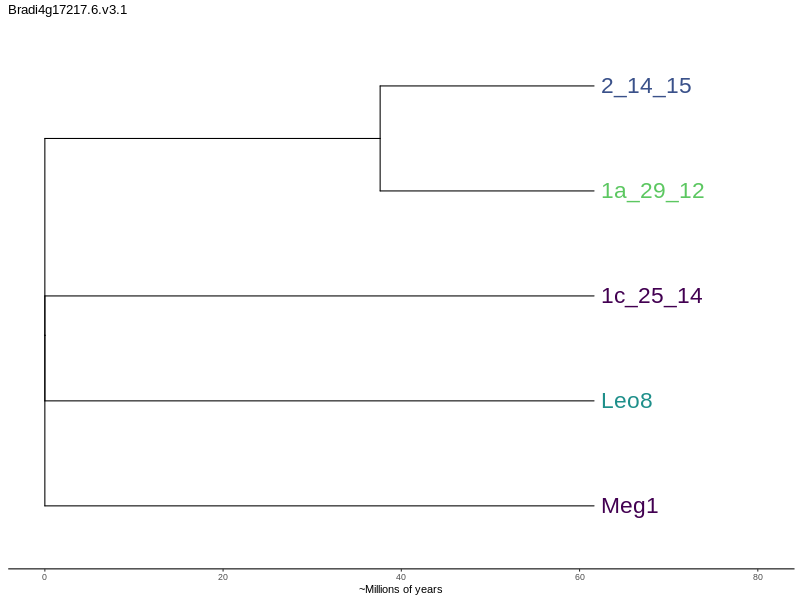 Bradi4g17217.6.v3.1
2_14_15
1a_29_12
1c_25_14
Leo8
Meg1
0 20 40 60 80
~Millions of years